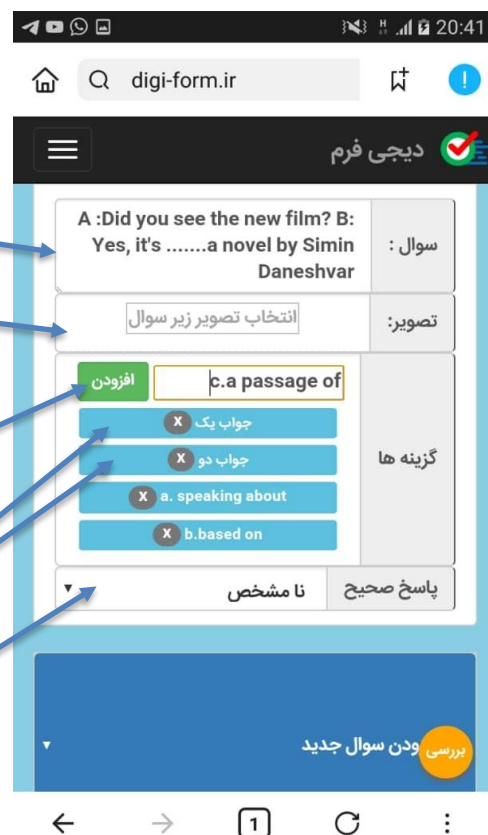 20:41
digi-form.ir
دیجی فرم
سوال :
A :Did you see the new film? B:
Yes, it's .......a novel by Simin
Daneshvar
تصویر:
انتخاب تصویر زیر سوال
گزینه ها
c.a passage of
افزودن
جواب یک X
جواب دو X
X a. speaking about
X b.based on
پاسخ صحیح
نا مشخص
ودن سوال جدید
بررسی
1